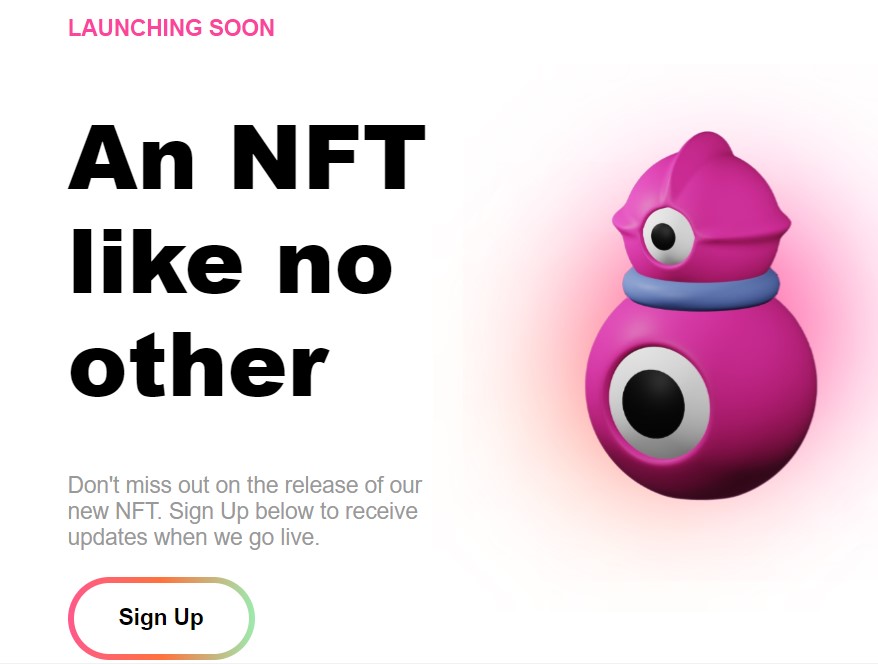 LAUNCHING SOON
An NFT
like no
other
Don't miss out on the release of our
new NFT. Sign Up below to receive
updates when we go live.
Sign Up